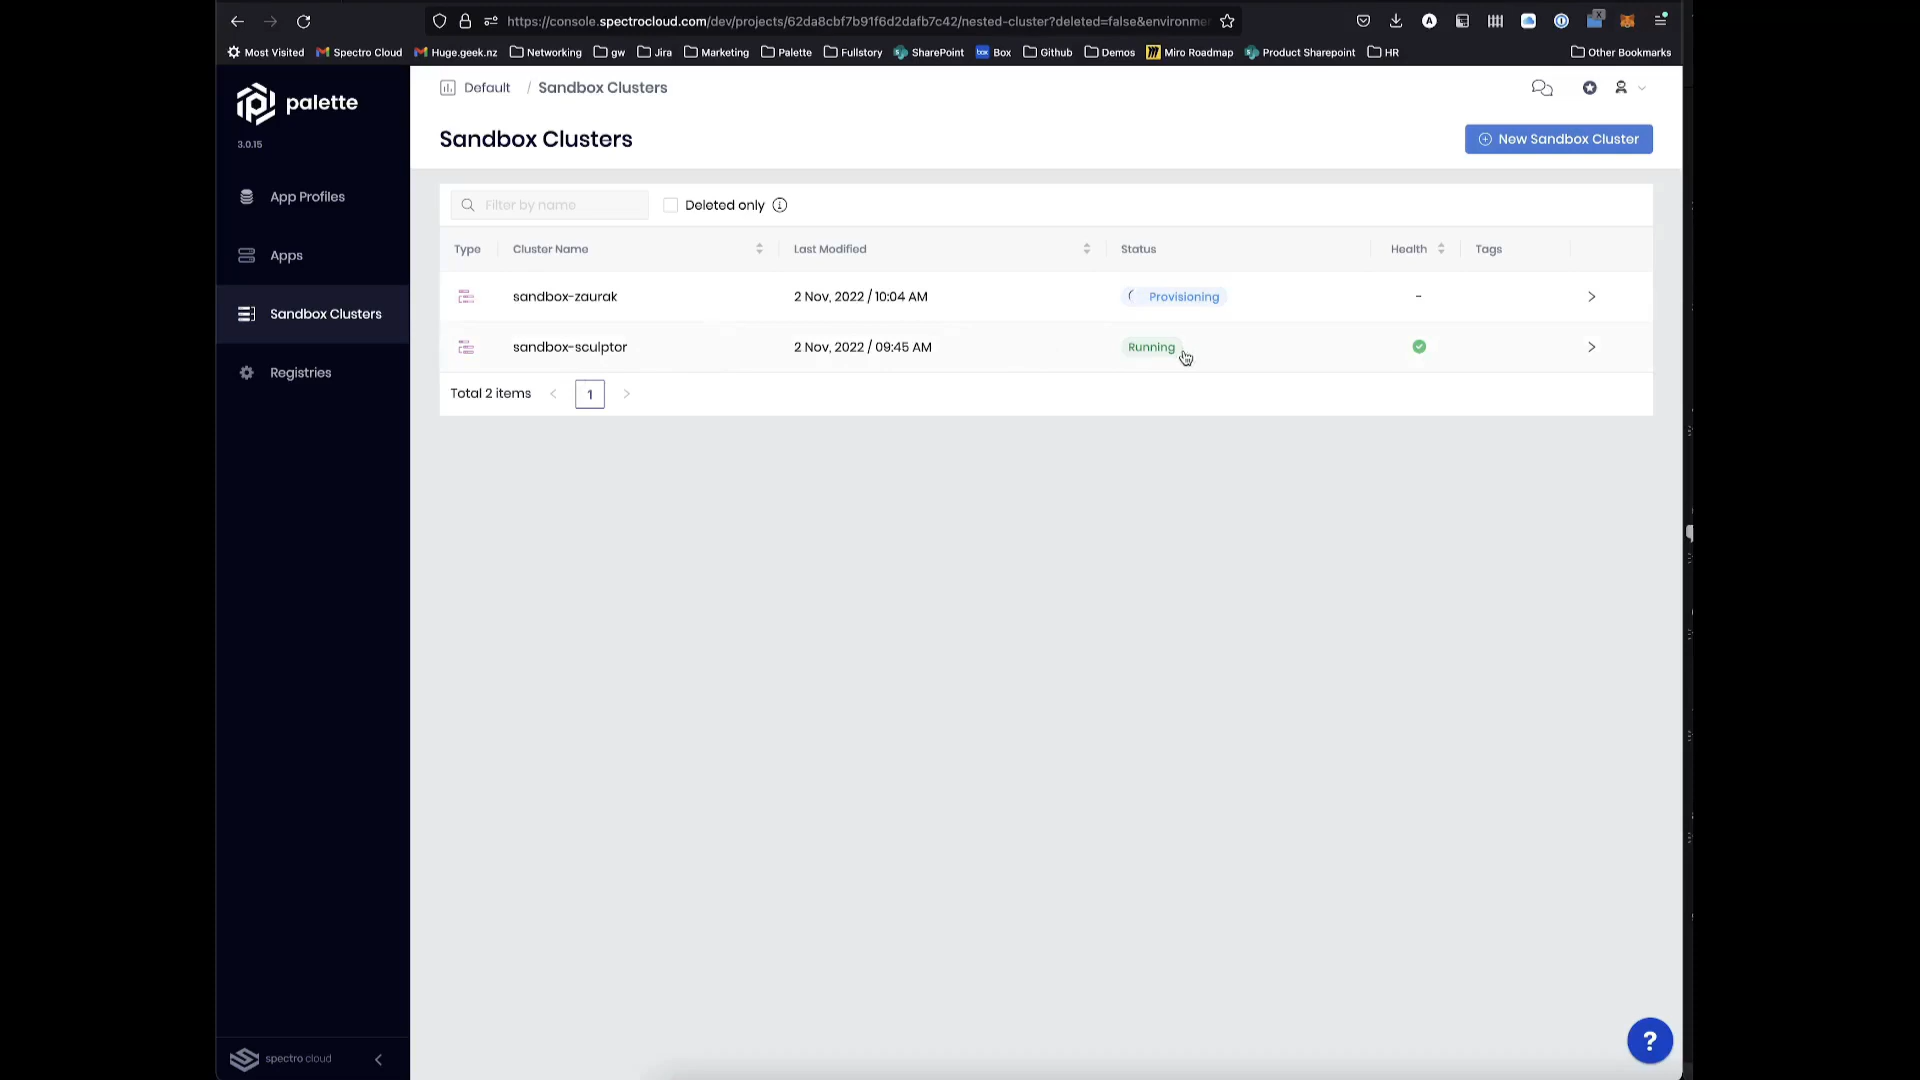 https://console.spectrocloud.com/dev/projects/62da8cbf7b91f6d2dafb7c42/nested-cluster?deleted=false&environme
Most Visited Spectro Cloud Huge.geek.nz Networking gw Jira Marketing Palette Fullstory SharePoint box Box Github Demos Miro Roadmap Product Sharepoint HR Other Bookmarks
palette
3.0.15
App Profiles
Apps
Sandbox Clusters
Registries
spectro cloud
Default / Sandbox Clusters
Sandbox Clusters
New Sandbox Cluster
Filter by name
Deleted only
Type Cluster Name Last Modified Status Health Tags
sandbox-zaurak 2 Nov, 2022 / 10:04 AM Provisioning -
sandbox-sculptor 2 Nov, 2022 / 09:45 AM Running
Total 2 items < 1 >
?